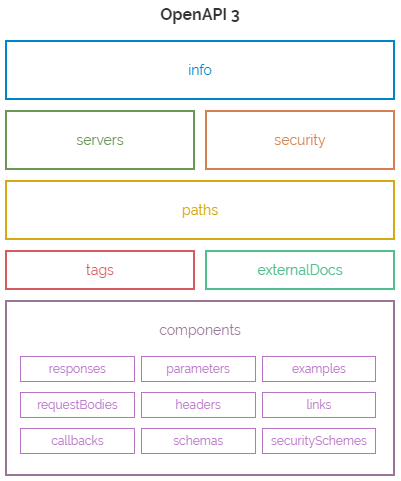 OpenAPI 3
info
servers security
paths
tags externalDocs
components
responses parameters examples
requestBodies headers links
callbacks schemas securitySchemes